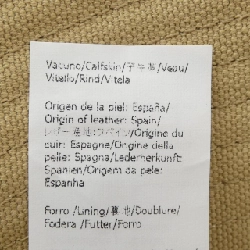 Vacuno/Calfskin/子牛革/Veau/
Vitello/Rind/Vitela
Origen de la piel: España/
Origin of leather: Spain/
レザー産地:スペイン/Origine du
cuir: Espagne/Origine della
pelle: Spagna/Lederherkunft:
Spanien/Origem da pele:
Espanha
Forro/Lining/裏地/Doublure/
Fodera/Futter/Forro